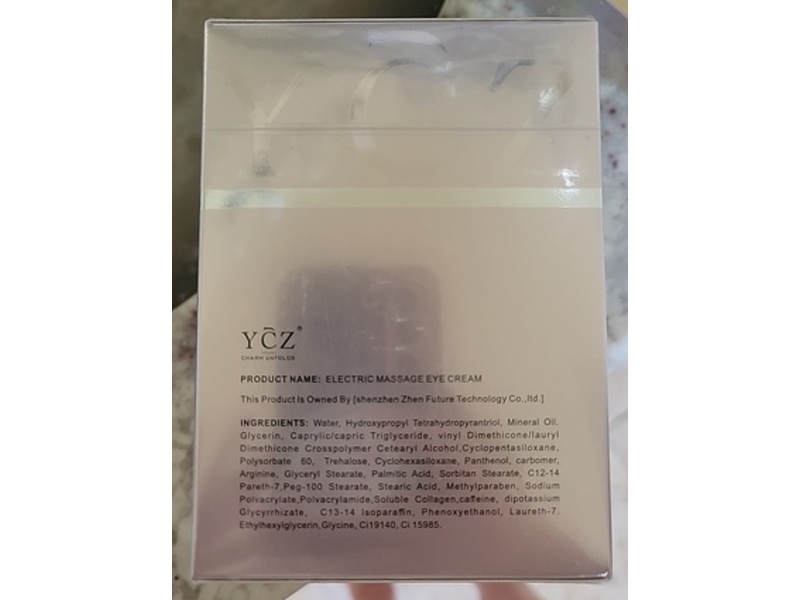 YCZ®
CHARM UNFOLDS
PRODUCT NAME: ELECTRIC MASSAGE EYE CREAM
This Product Is Owned By [shenzhen Zhen Future Technology Co.,ltd.]
INGREDIENTS: Water, Hydroxypropyl Tetrahydropyrantriol, Mineral Oil.
Glycerin, Caprylic/capric Triglyceride, vinyl Dimethicone/lauryl
Dimethicone Crosspolymer Cetearyl Alcohol,Cyclopentasiloxane,
Polysorbate 60, Trehalose, Cyclohexasiloxane, Panthenol, carbomer,
Arginine, Glyceryl Stearate, Palmitic Acid, Sorbitan Stearate, C12-14
Pareth-7,Peg-100 Stearate, Stearic Acid, Methylparaben, Sodium
Polvacrylate,Polvacrylamide,Soluble Collagen,caffeine, dipotassium
Glycyrrhizate, C13-14 Isoparaffin, Phenoxyethanol, Laureth-7.
Ethylhexylglycerin,Glycine, Ci19140, Ci 15985.